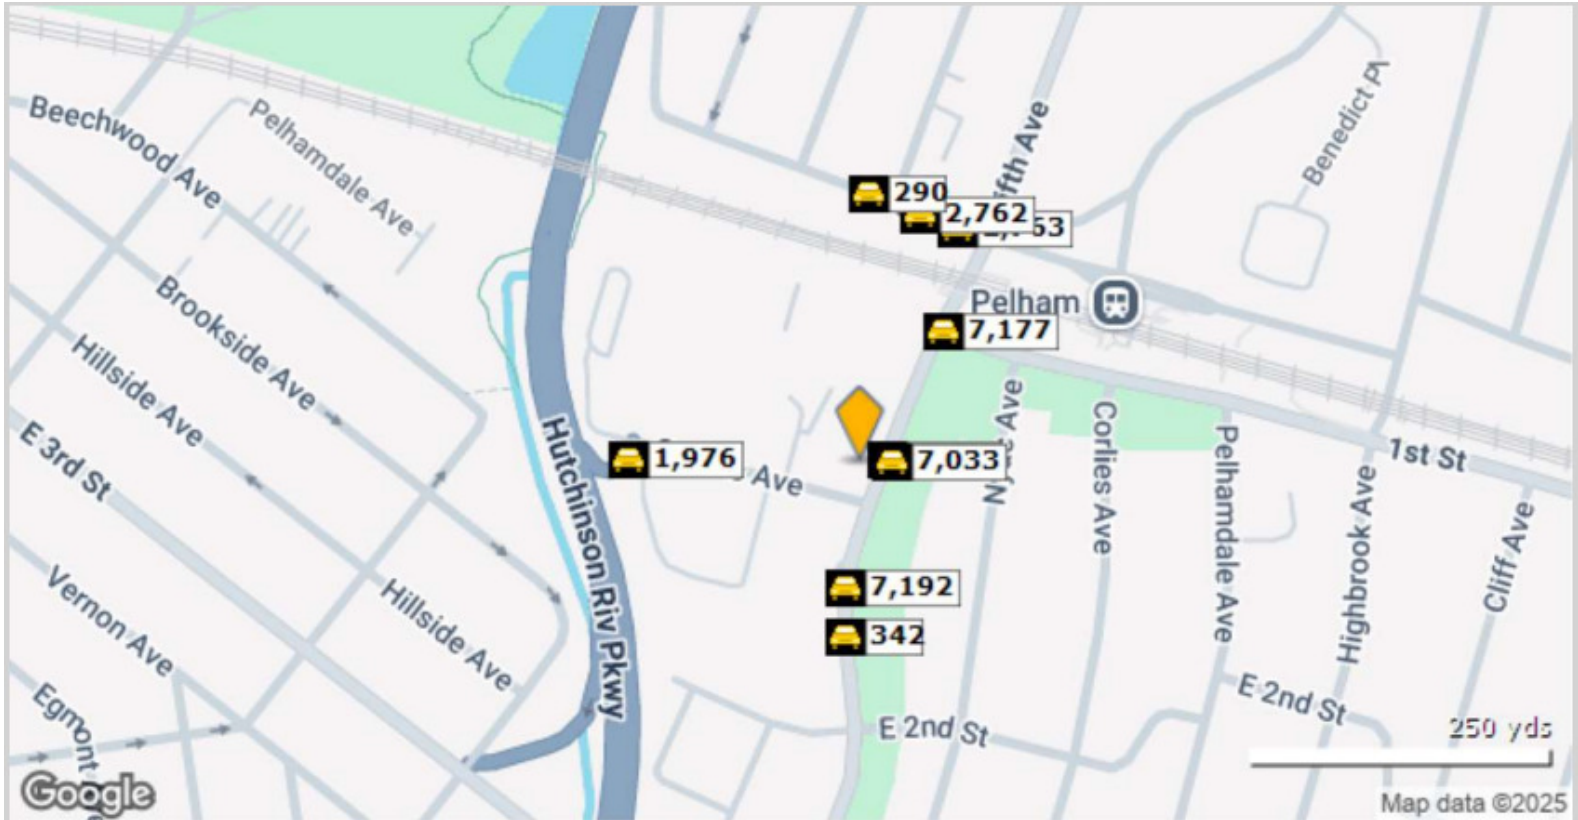 Beechwood Ave
Pelhamdale Ave
Benedict Pl
290
2,762
Pelham
7,177
Brookside Ave
Hillside Ave
E 3rd St
Hutchinson Riv Pkwy
1,976
Ave
7,033
Ave
Corlies Ave
Pelhamdale Ave
1st St
Highbrook Ave
Cliff Ave
7,192
342
Vernon Ave
Hillside Ave
E 2nd St
E 2nd St
250 yds
Google
Map data ©2025